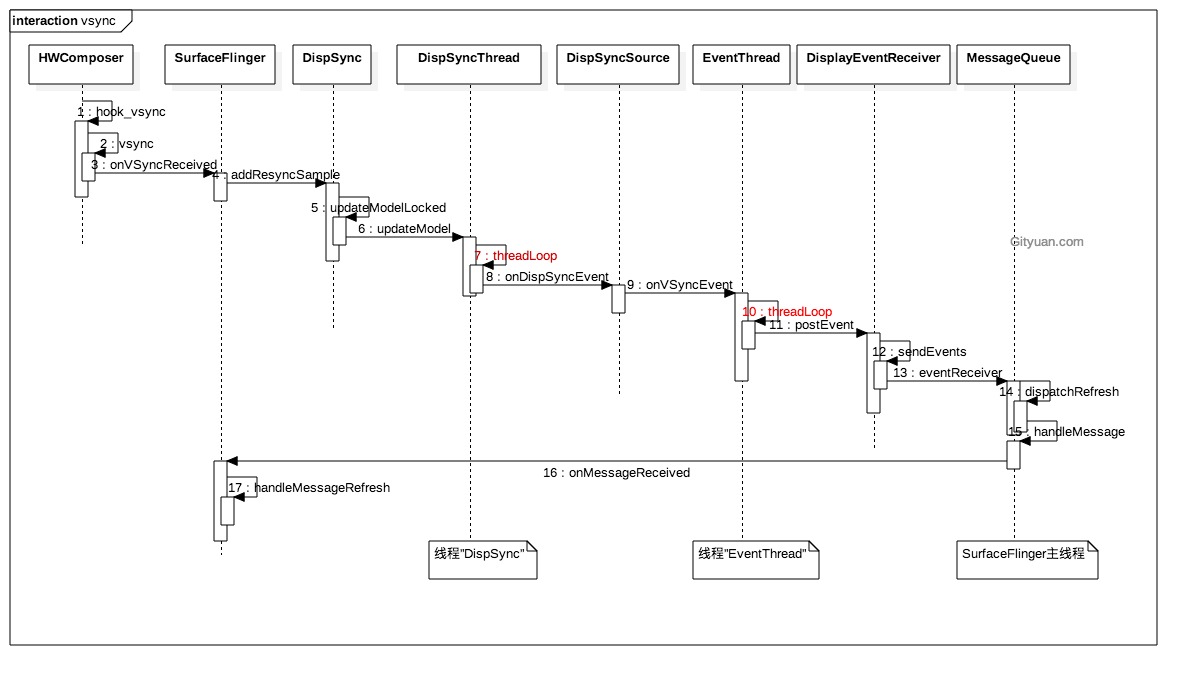 interaction vsync
HWComposer
SurfaceFlinger
DispSync
DispSyncThread
DispSyncSource
EventThread
DisplayEventReceiver
MessageQueue
1 : hook_vsync
2 : vsync
3 : onVSyncReceived
4 : addResyncSample
5 : updateModelLocked
6 : updateModel
Gityuan.com
7 : threadLoop
8 : onDispSyncEvent
9 : onVSyncEvent
10 : threadLoop
11 : postEvent
12 : sendEvents
13 : eventReceiver
14 : dispatchRefresh
15 : handleMessage
16 : onMessageReceived
17 : handleMessageRefresh
线程"DispSync"
线程"EventThread"
SurfaceFlinger主线程